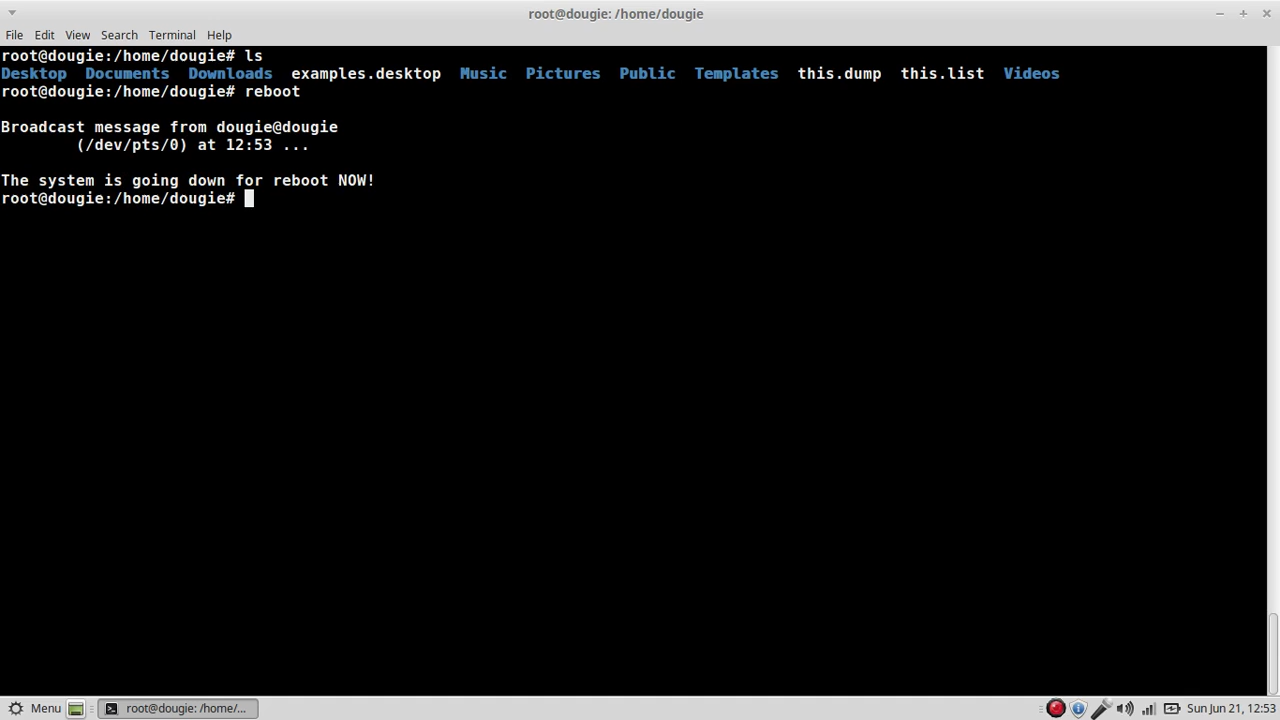 root@dougie: /home/dougie
File Edit View Search Terminal Help
root@dougie:/home/dougie# ls
Desktop Documents Downloads examples.desktop Music Pictures Public Templates this.dump this.list Videos
root@dougie:/home/dougie# reboot
Broadcast message from dougie@dougie
(/dev/pts/0) at 12:53 ...
The system is going down for reboot NOW!
root@dougie:/home/dougie#
Menu root@dougie: /home/... Sun Jun 21, 12:53